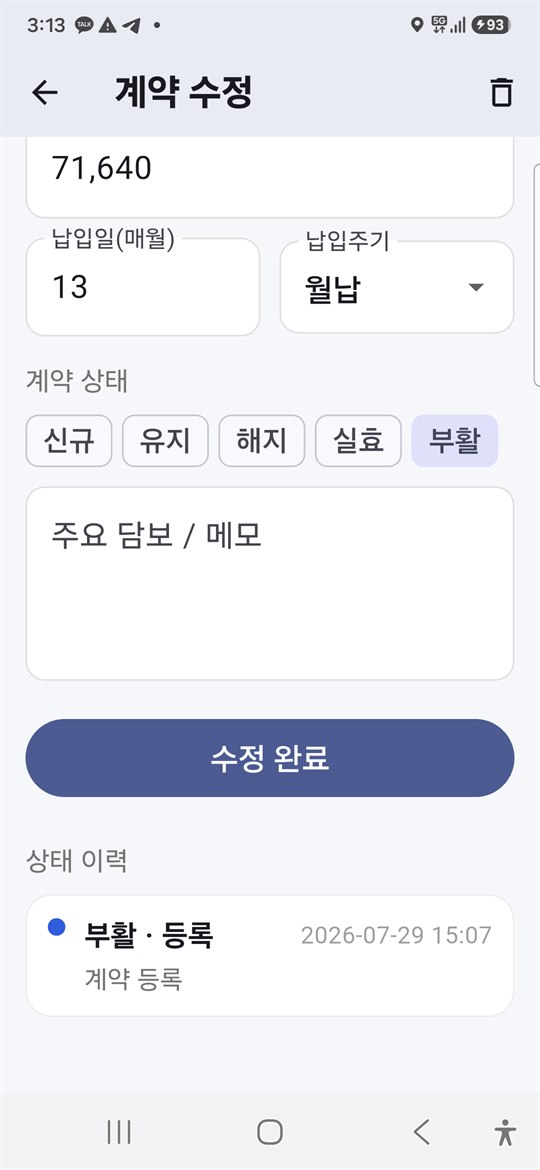 3:13 TALK 5G 93
계약 수정
71,640
납입일(매월) 납입주기
13 월납
계약 상태
신규 유지 해지 실효 부활
주요 담보 / 메모
수정 완료
상태 이력
부활 · 등록 2026-07-29 15:07
계약 등록